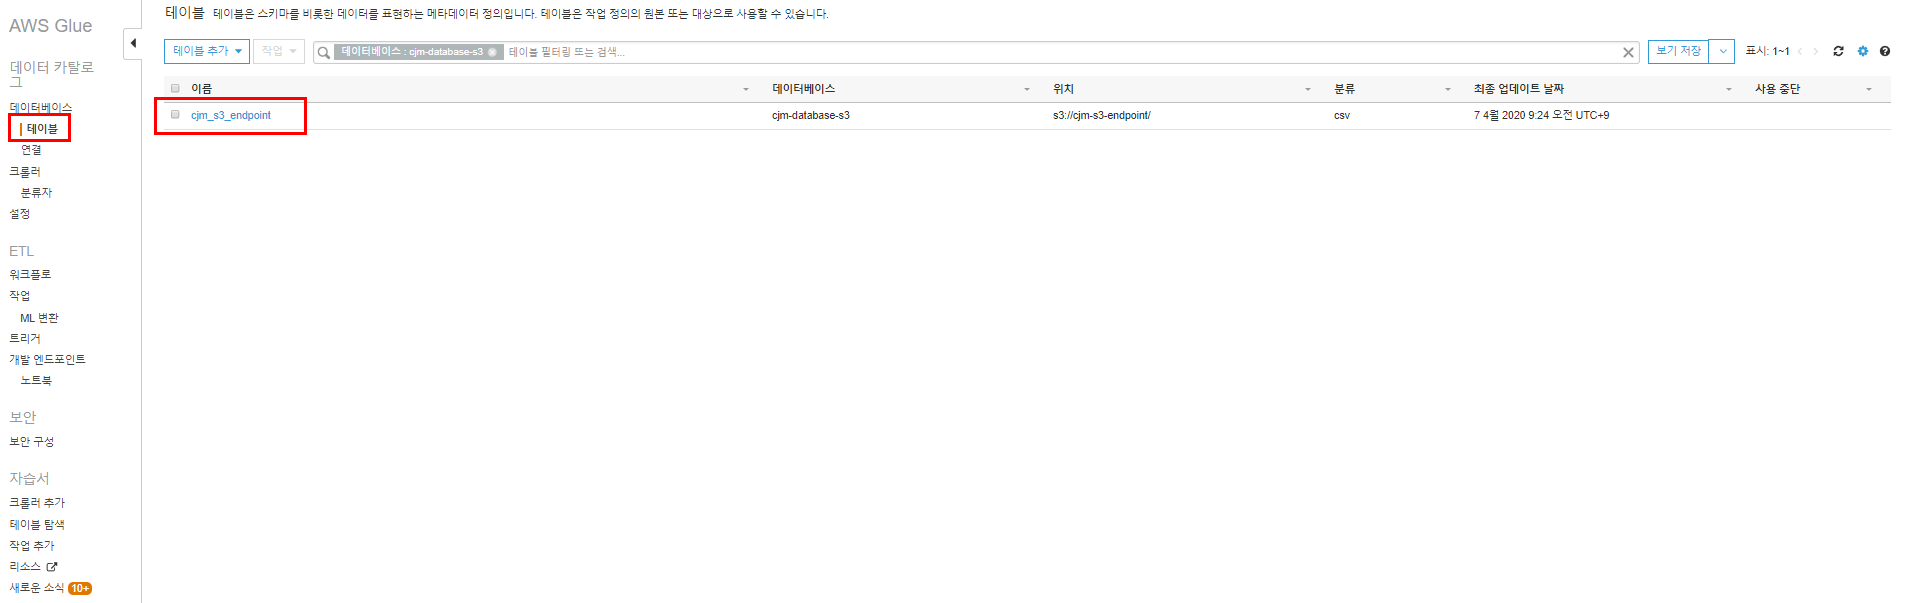 AWS Glue
데이터 카탈로
그
데이터베이스
테이블
연결
크롤러
분류자
설정
ETL
워크플로
작업
ML 변환
트리거
개발 엔드포인트
노트북
보안
보안 구성
자습서
크롤러 추가
테이블 탐색
작업 추가
리소스
새로운 소식 10+
테이블 테이블은 스키마를 비롯한 데이터를 표현하는 메타데이터 정의입니다. 테이블은 작업 정의의 원본 또는 대상으로 사용할 수 있습니다.
테이블 추가 작업 데이터베이스 : cjm-database-s3 테이블 필터링 또는 검색... 보기 저장 표시: 1~1
이름 데이터베이스 위치 분류 최종 업데이트 날짜 사용 중단
cjm_s3_endpoint cjm-database-s3 s3://cjm-s3-endpoint/ csv 7 4월 2020 9:24 오전 UTC+9